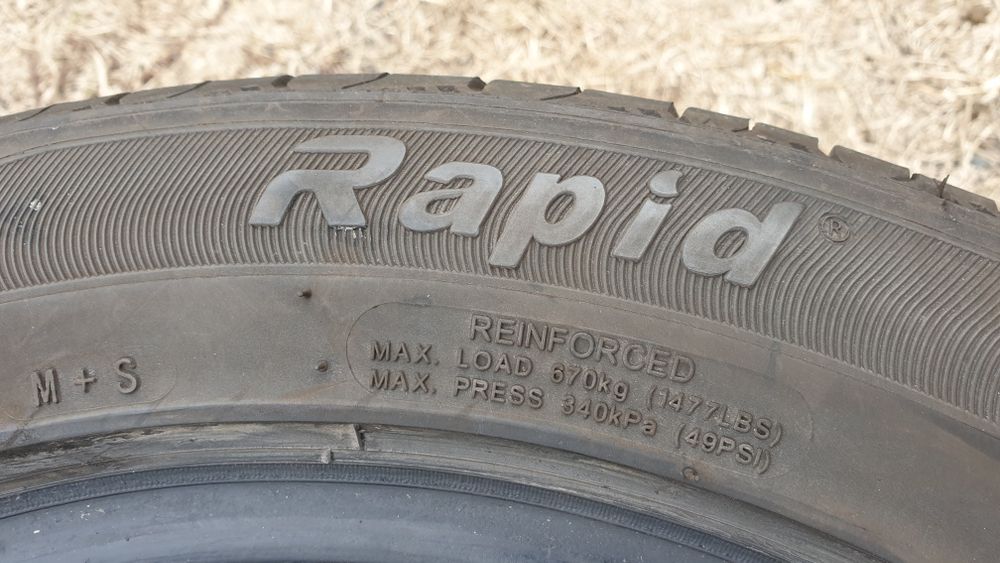 Rapid®
REINFORCED
MAX. LOAD 670kg (1477LBS)
MAX. PRESS 340kPa (49PSI)
M + S